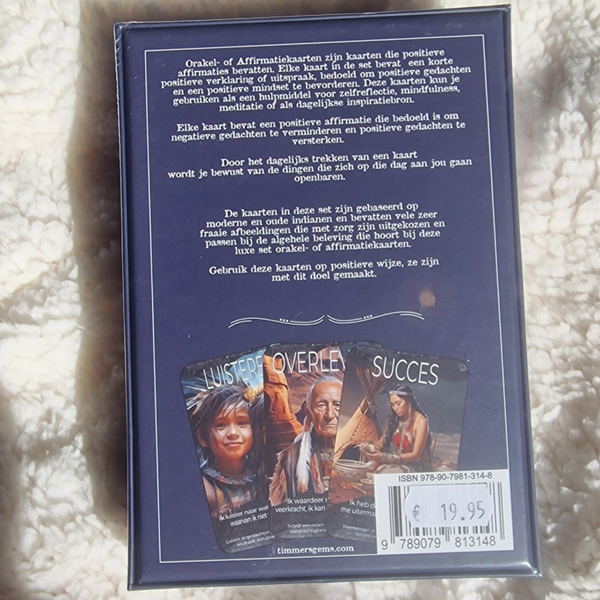 Orakel- of Affirmatiekaarten zijn kaarten die positieve
affirmaties bevatten. Elke kaart in de set bevat een korte
positieve verklaring of uitspraak, bedoeld om positieve gedachten
en een positieve mindset te bevorderen. Deze kaarten kun je
gebruiken als een hulpmiddel voor zelfreflectie, mindfulness,
meditatie of als dagelijkse inspiratiebron.
Elke kaart bevat een positieve affirmatie die bedoeld is om
negatieve gedachten te verminderen en positieve gedachten te
versterken.
Door het dagelijks trekken van een kaart
wordt je bewust van de dingen die zich op die dag aan jou gaan
openbaren.
De kaarten in deze set zijn gebaseerd op
moderne en oude indianen en bevatten vele zeer
fraaie afbeeldingen die met zorg zijn uitgekozen en
passen bij de algehele beleving die hoort bij deze
luxe set orakel- of affirmatiekaarten.
Gebruik deze kaarten op positieve wijze, ze zijn
met dit doel gemaakt.
LUISTERE OVERLEV SUCCES
Ik luister naar wat
waarvan ik niet
Ik waardeer m
veerkracht, ik kan
Ik heb d
me uiterma
timmersgems.com
ISBN 978-90-7981-314-8
€ 19.95
9 789079 813148